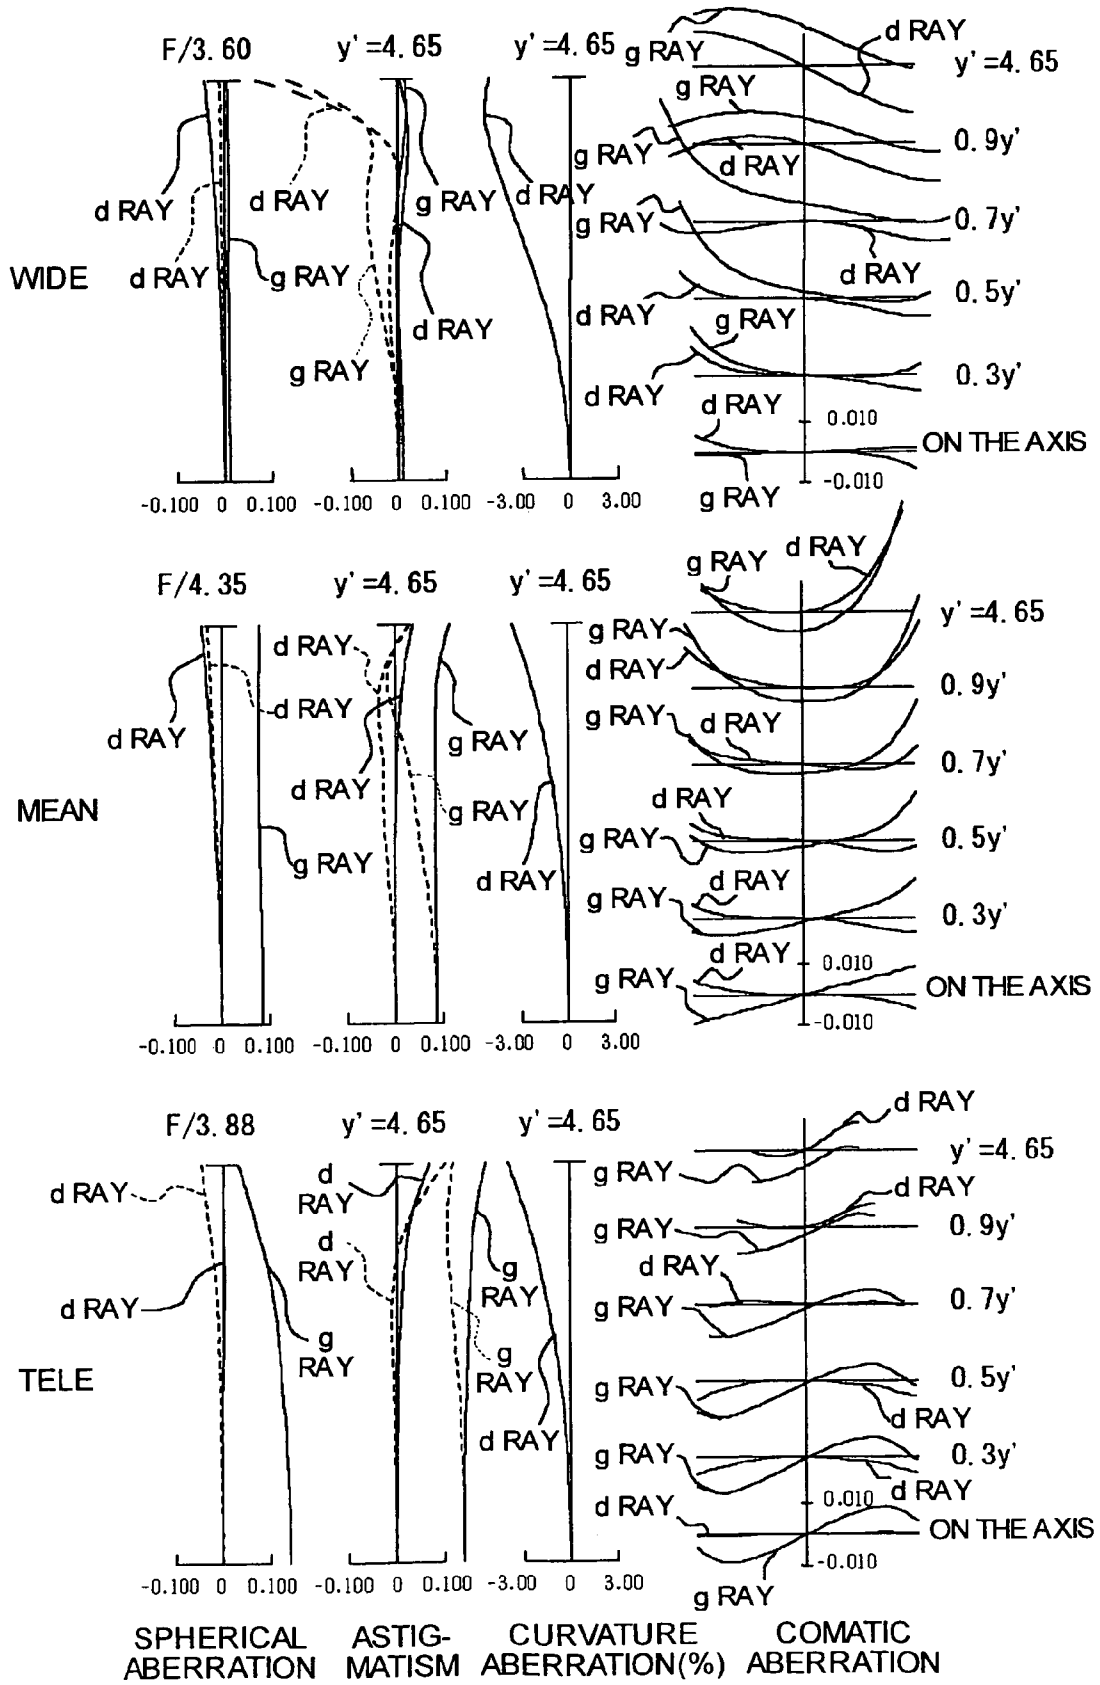 F/3.60
y' =4.65
y' =4.65
g RAY
d RAY
y' =4.65
g RAY
d RAY
d RAY
g RAY
d RAY
g RAY
d RAY
0.9y'
g RAY
0.7y'
WIDE
d RAY
g RAY
d RAY
g RAY
d RAY
d RAY
0.5y'
g RAY
d RAY
0.3y'
d RAY
0.010
ON THE AXIS
-0.010
g RAY
-0.100 0 0.100
-0.100 0 0.100
-3.00 0 3.00
F/4.35
y' =4.65
y' =4.65
g RAY
d RAY
y' =4.65
d RAY
g RAY
d RAY
0.9y'
d RAY
d RAY
g RAY
g RAY
d RAY
0.7y'
MEAN
d RAY
g RAY
d RAY
g RAY
0.5y'
g RAY
d RAY
g RAY
d RAY
0.3y'
d RAY
0.010
g RAY
ON THE AXIS
-0.010
-0.100 0 0.100
-0.100 0 0.100
-3.00 0 3.00
F/3.88
y' =4.65
y' =4.65
d RAY
y' =4.65
g RAY
d RAY
d
RAY
d RAY
0.9y'
g RAY
d
RAY
d RAY
g
RAY
d RAY
g RAY
0.7y'
g
RAY
g
RAY
TELE
g RAY
0.5y'
d RAY
d RAY
g RAY
0.3y'
d RAY
d RAY
0.010
ON THE AXIS
-0.010
g RAY
-0.100 0 0.100
-0.100 0 0.100
-3.00 0 3.00
SPHERICAL
ABERRATION
ASTIG-
MATISM
CURVATURE
ABERRATION(%)
COMATIC
ABERRATION